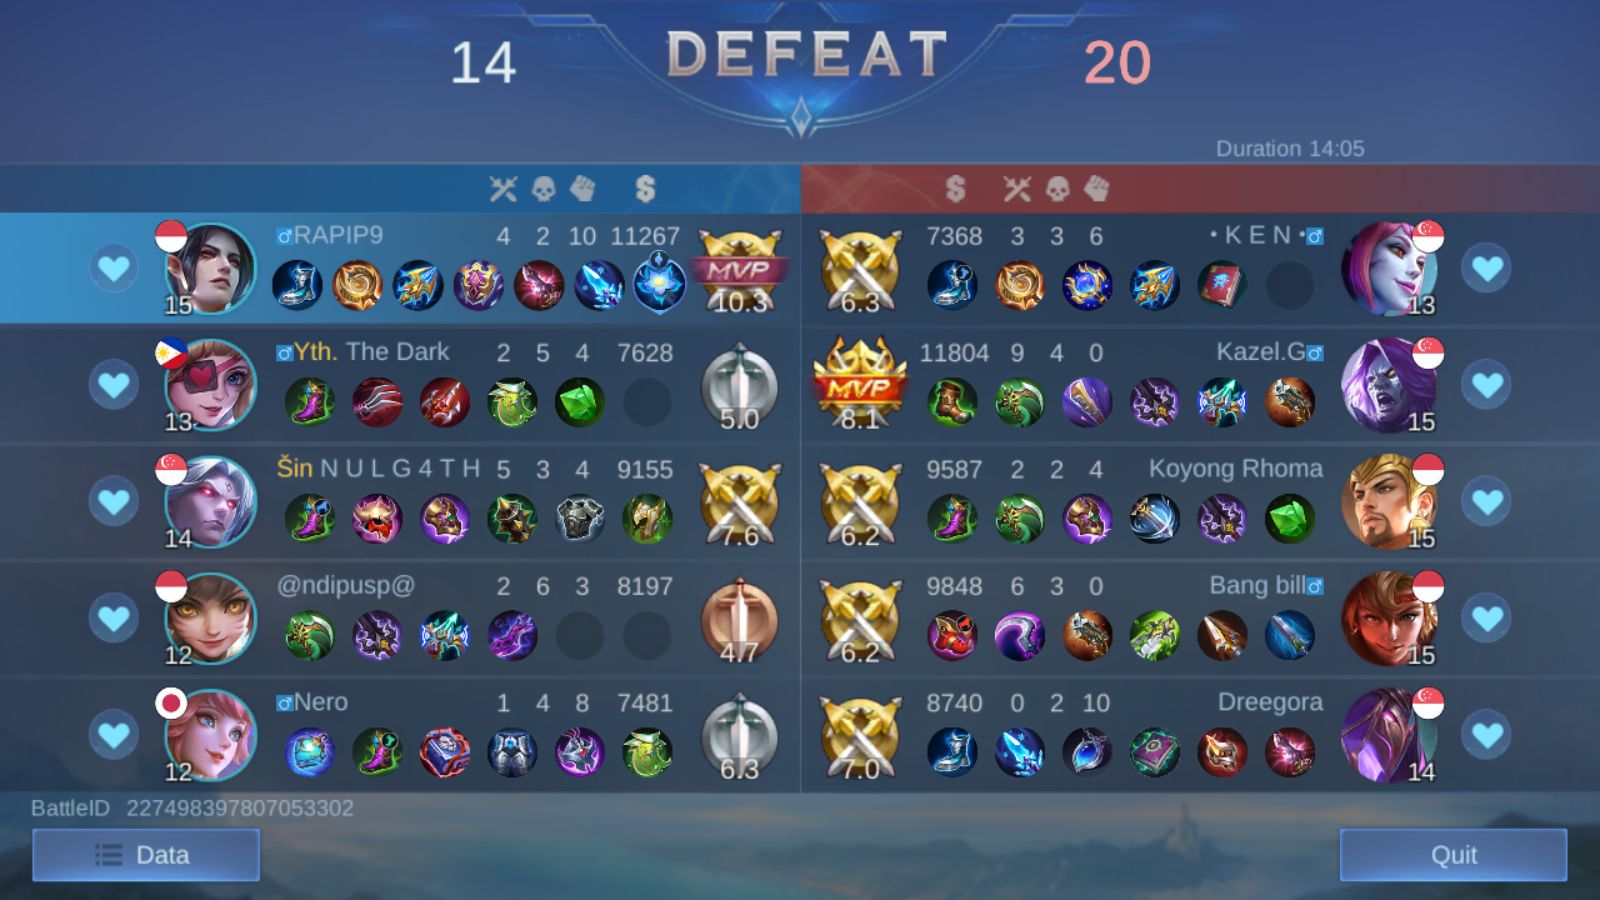 14 DEFEAT 20
Duration 14:05
RAPIP9 4 2 10 11267 MVP 10.3
15
6.3 7368 3 3 6 • K E N •
13
Yth. The Dark 2 5 4 7628 5.0
13
MVP 8.1 11804 9 4 0 Kazel.G
15
Šin N U L G 4 T H 5 3 4 9155 7.6
14
6.2 9587 2 2 4 Koyong Rhoma
15
@ndipusp@ 2 6 3 8197 4.7
12
6.2 9848 6 3 0 Bang bill
15
Nero 1 4 8 7481 6.3
12
7.0 8740 0 2 10 Dreegora
14
BattleID 227498397807053302
Data
Quit